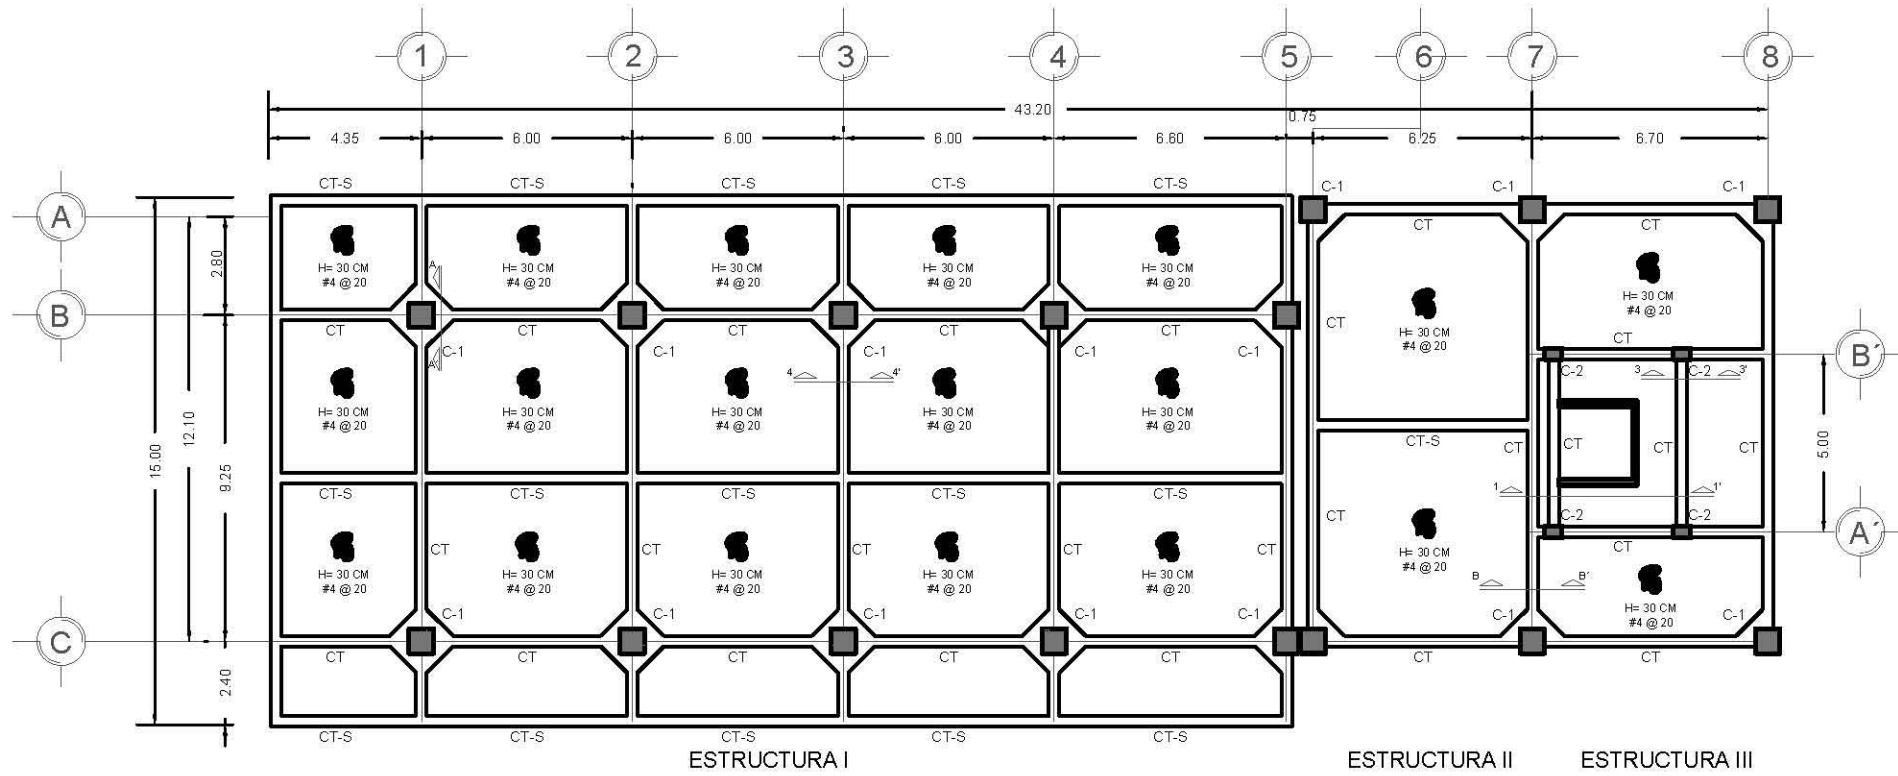 1 2 3 4 5 6 7 8
43.20
0.75
4.35 6.00 6.00 6.00 6.60 6.25 6.70
CT-S CT-S CT-S CT-S CT-S C-1 C-1 C-1
A
CT CT
H= 30 CM H= 30 CM H= 30 CM H= 30 CM H= 30 CM
#4 @ 20 #4 @ 20 #4 @ 20 #4 @ 20 #4 @ 20
2.80
A
H= 30 CM
#4 @ 20
B
CT CT CT CT CT CT
H= 30 CM
#4 @ 20
CT
C-1 C-1 C-1 C-1 C-1
B´
A'
4 4'
C-2 C-2
3 3'
H= 30 CM H= 30 CM H= 30 CM H= 30 CM H= 30 CM
#4 @ 20 #4 @ 20 #4 @ 20 #4 @ 20 #4 @ 20
12.10
15.00
9.25
5.00
CT-S CT CT CT CT
CT-S CT-S CT-S CT-S CT-S
1 1'
CT C-2 C-2
A´
CT CT CT CT
H= 30 CM
#4 @ 20
H= 30 CM H= 30 CM H= 30 CM H= 30 CM H= 30 CM
#4 @ 20 #4 @ 20 #4 @ 20 #4 @ 20 #4 @ 20
B B´
H= 30 CM
#4 @ 20
C-1 C-1 C-1 C-1 C-1 C-1 C-1
C
CT CT CT CT CT CT CT
2.40
CT-S CT-S CT-S CT-S CT-S
ESTRUCTURA I ESTRUCTURA II ESTRUCTURA III